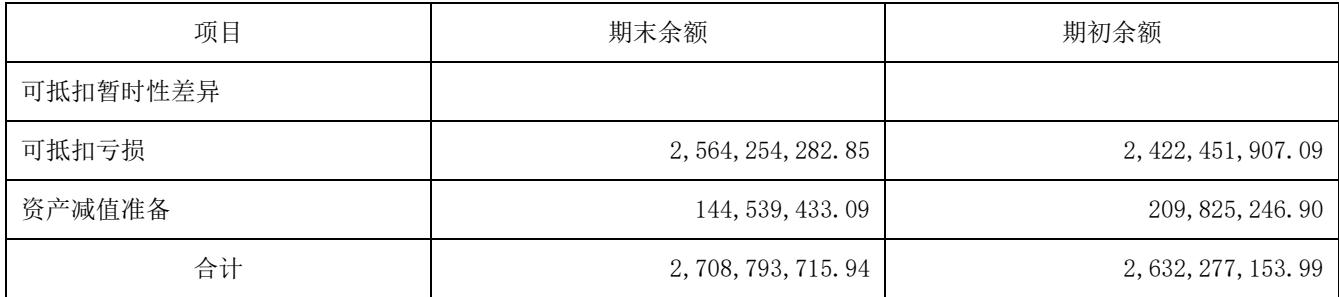 项目 期末余额 期初余额
可抵扣暂时性差异
可抵扣亏损 2,564,254,282.85 2,422,451,907.09
资产减值准备 144,539,433.09 209,825,246.90
合计 2,708,793,715.94 2,632,277,153.99